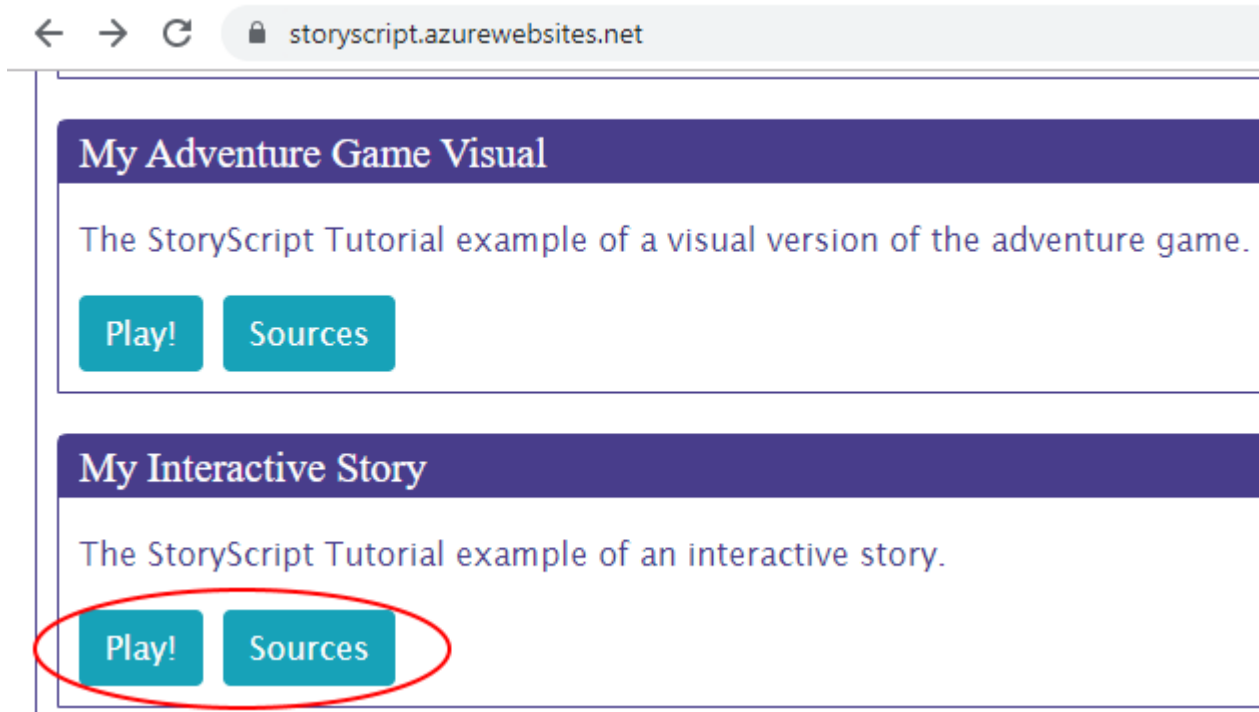 storyscript.azurewebsites.net
My Adventure Game Visual
The StoryScript Tutorial example of a visual version of the adventure game.
Play! Sources
My Interactive Story
The StoryScript Tutorial example of an interactive story.
Play! Sources